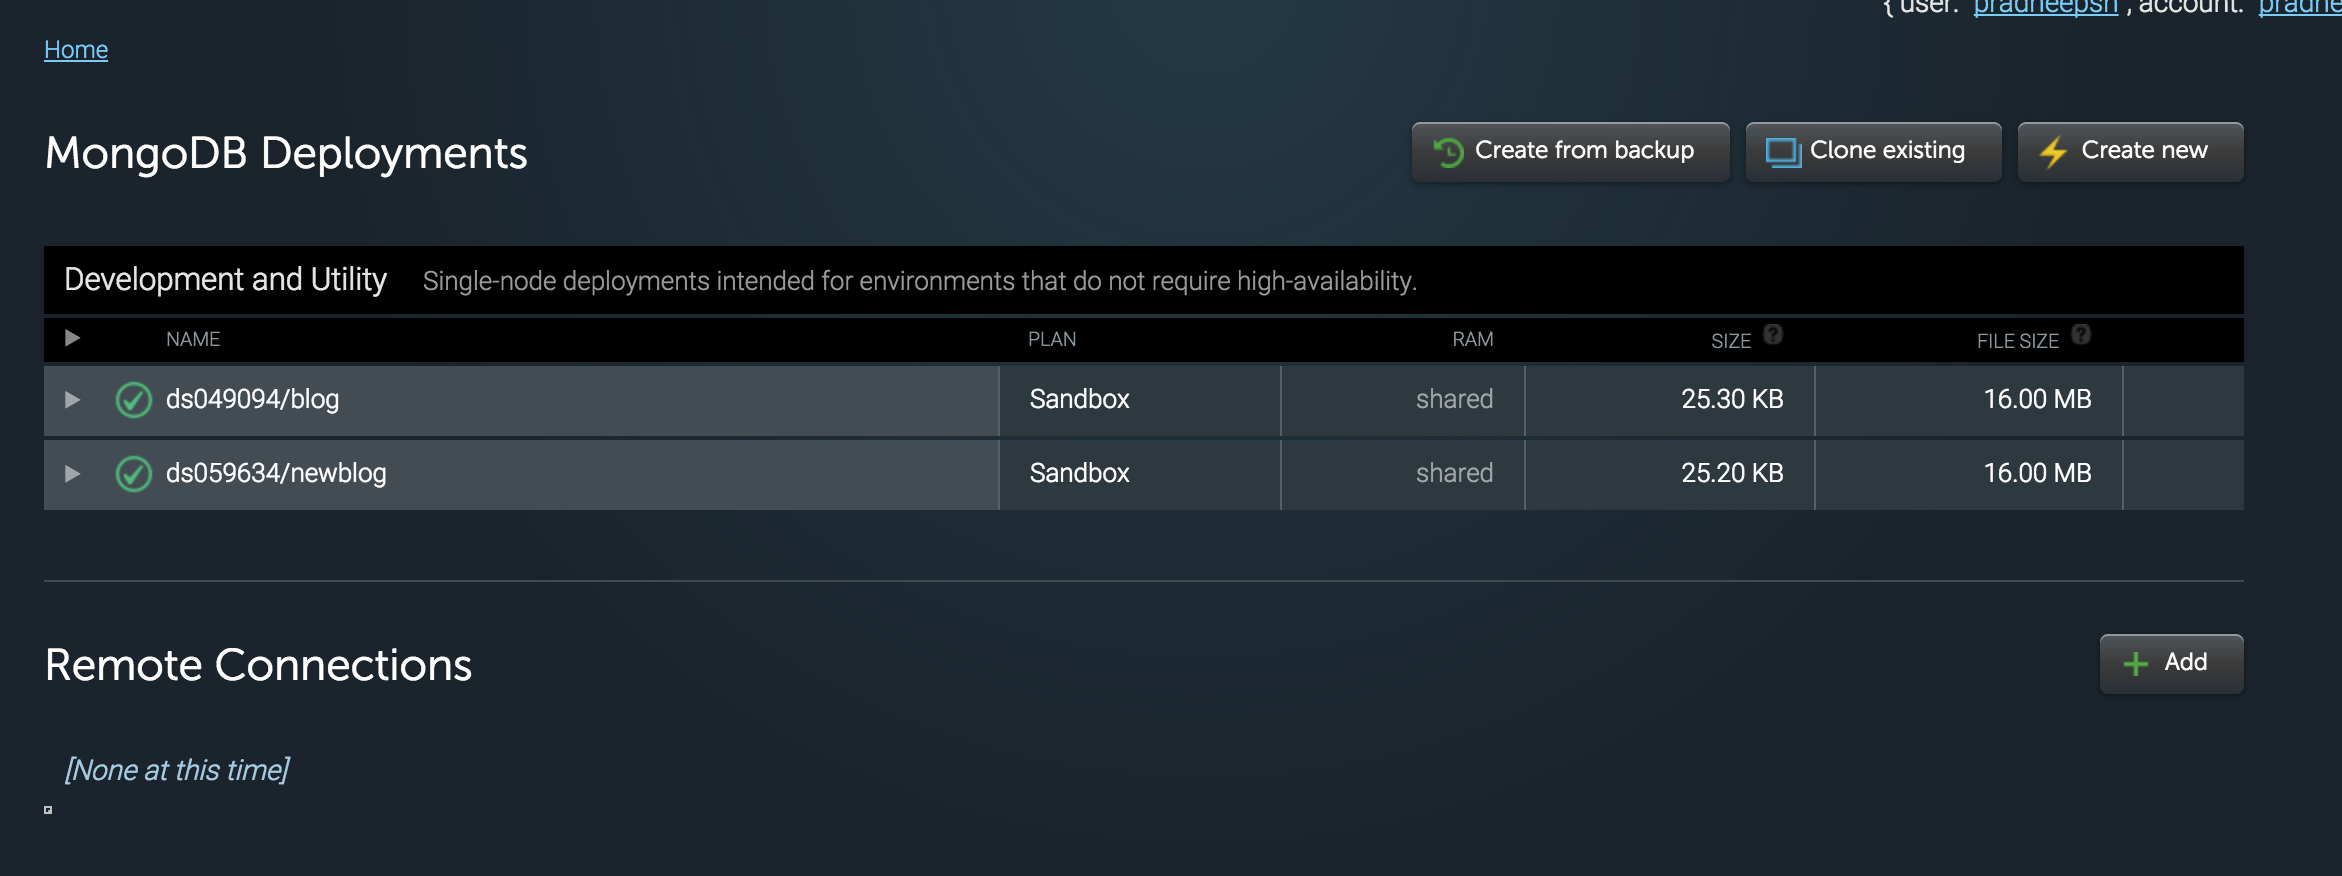 { user: pradheepsh , account: pradhe
Home
MongoDB Deployments
Create from backup
Clone existing
Create new
Development and Utility Single-node deployments intended for environments that do not require high-availability.
NAME PLAN RAM SIZE ? FILE SIZE ?
ds049094/blog Sandbox shared 25.30 KB 16.00 MB
ds059634/newblog Sandbox shared 25.20 KB 16.00 MB
Remote Connections
Add
[None at this time]